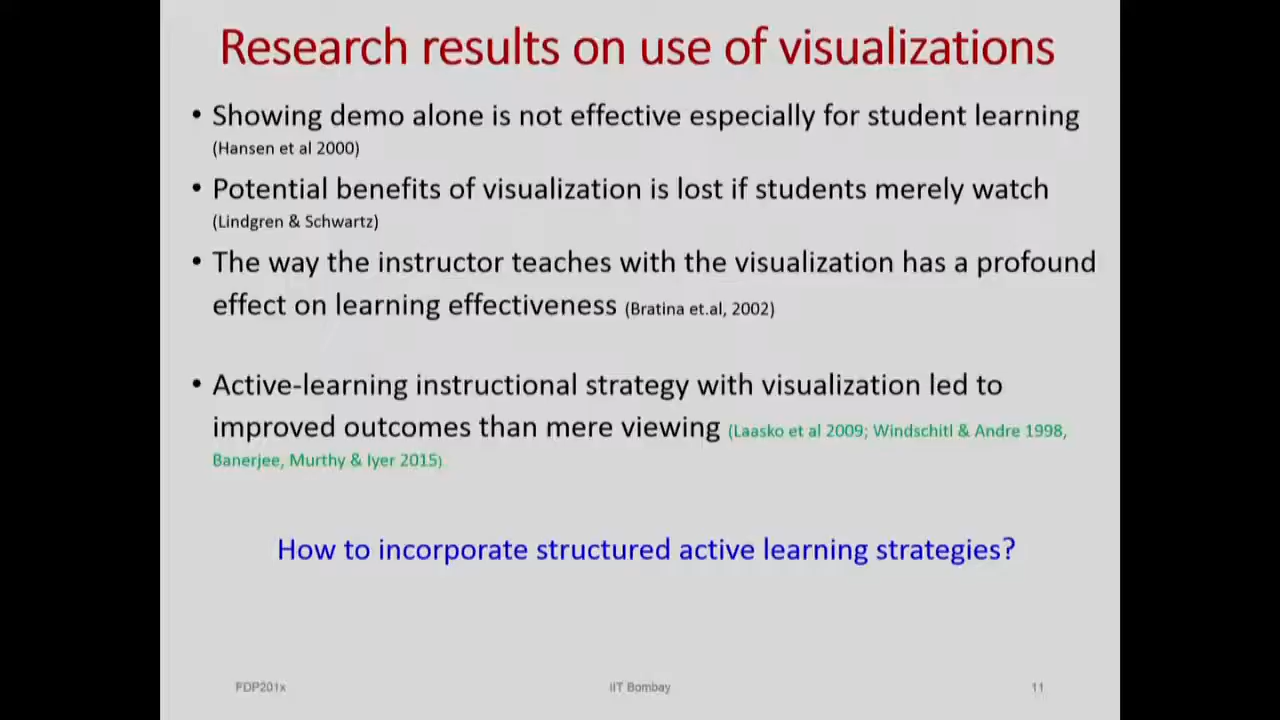 Research results on use of visualizations
• Showing demo alone is not effective especially for student learning
(Hansen et al 2000)
• Potential benefits of visualization is lost if students merely watch
(Lindgren & Schwartz)
• The way the instructor teaches with the visualization has a profound
effect on learning effectiveness (Bratina et.al, 2002)
• Active-learning instructional strategy with visualization led to
improved outcomes than mere viewing (Laasko et al 2009; Windschitl & Andre 1998,
Banerjee, Murthy & Iyer 2015)
How to incorporate structured active learning strategies?
FDP201x IIT Bombay 11